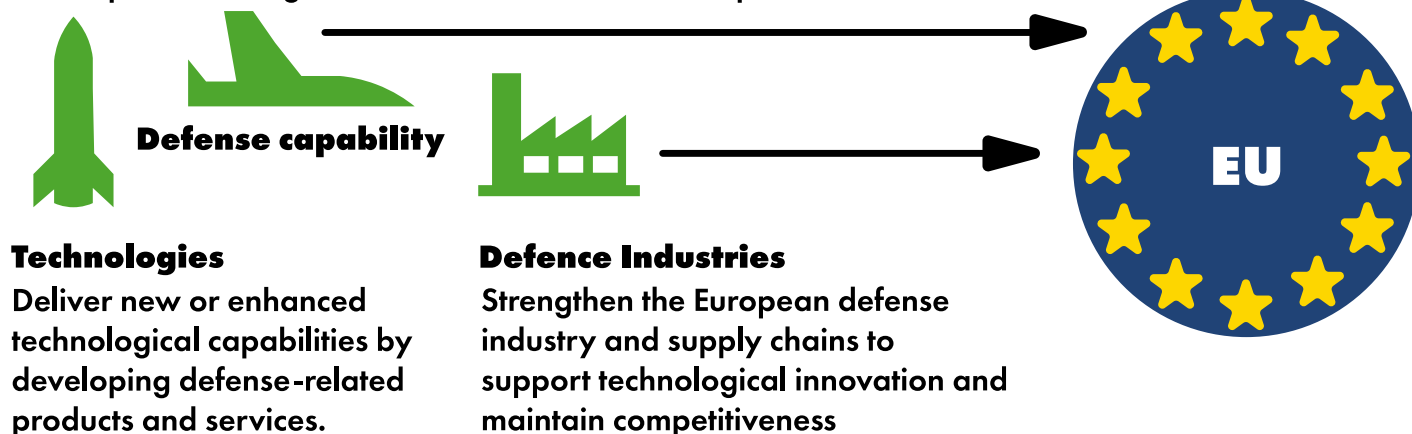 Defense capability
EU
Technologies
Deliver new or enhanced
technological capabilities by
developing defense-related
products and services.
Defence Industries
Strengthen the European defense
industry and supply chains to
support technological innovation and
maintain competitiveness